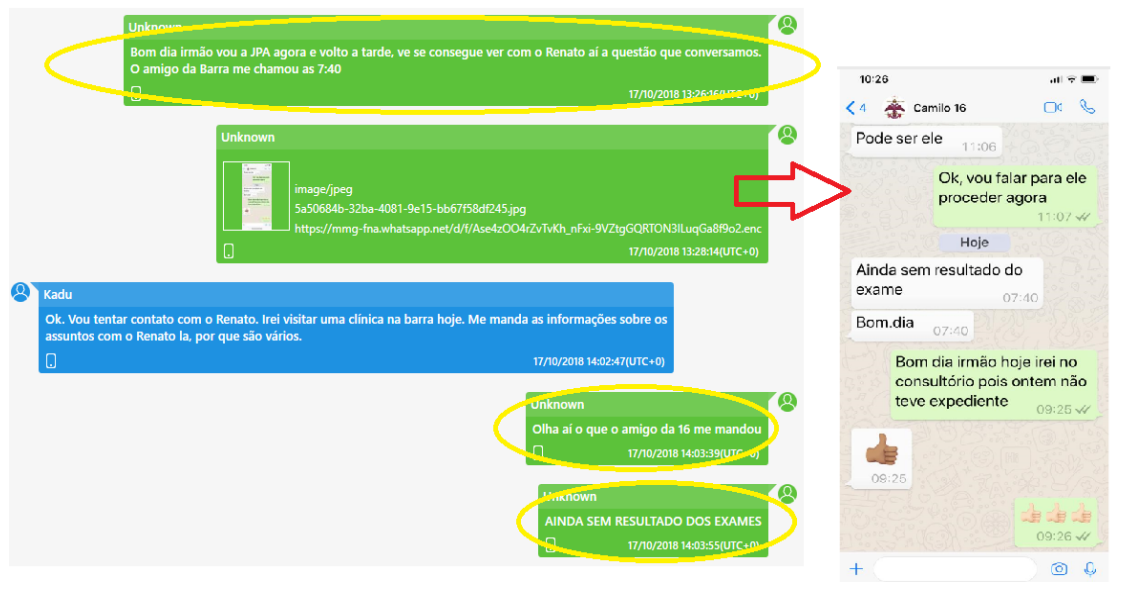 Unknown
Bom dia irmão vou a JPA agora e volto a tarde, ve se consegue ver com o Renato aí a questão que conversamos.
O amigo da Barra me chamou as 7:40
17/10/2018 13:26:16(UTC+0)
Unknown
image/jpeg
5a50684b-32ba-4081-9e15-bb67f58df245.jpg
https://mmg-fna.whatsapp.net/d/f/Ase4zOO4rZvTvKh_nFxi-9VZtgGQRTON3ILuqGa8f9o2.enc
17/10/2018 13:28:14(UTC+0)
Kadu
Ok. Vou tentar contato com o Renato. Irei visitar uma clínica na barra hoje. Me manda as informações sobre os
assuntos com o Renato la, por que são vários.
17/10/2018 14:02:47(UTC+0)
Unknown
Olha aí o que o amigo da 16 me mandou
17/10/2018 14:03:39(UTC+0)
Unknown
AINDA SEM RESULTADO DOS EXAMES
17/10/2018 14:03:55(UTC+0)
10:26
4 Camilo 16
Pode ser ele
11:06
Ok, vou falar para ele
proceder agora
11:07
Hoje
Ainda sem resultado do
exame
07:40
Bom.dia
07:40
Bom dia irmão hoje irei no
consultório pois ontem não
teve expediente
09:25
09:25
09:26